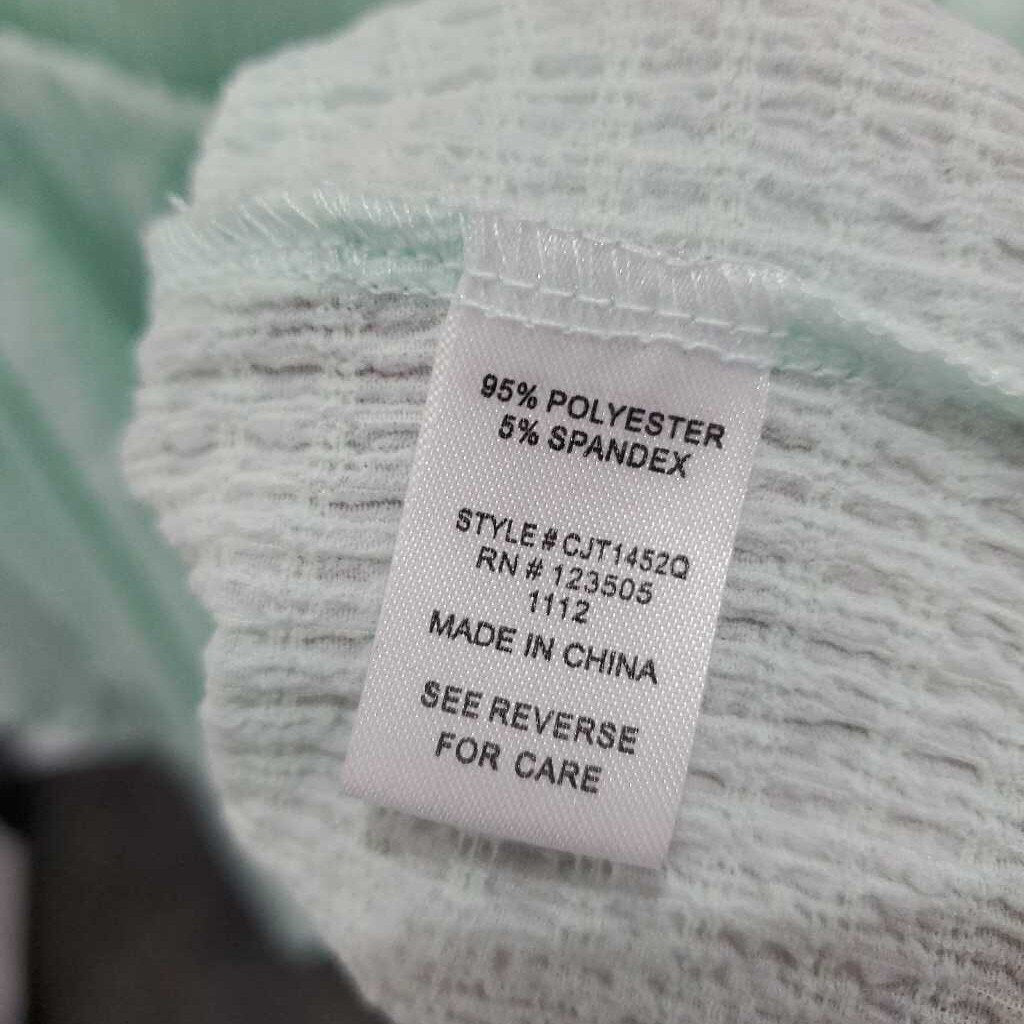 95% POLYESTER
5% SPANDEX
STYLE # CJT1452Q
RN # 123505
1112
MADE IN CHINA
SEE REVERSE
FOR CARE